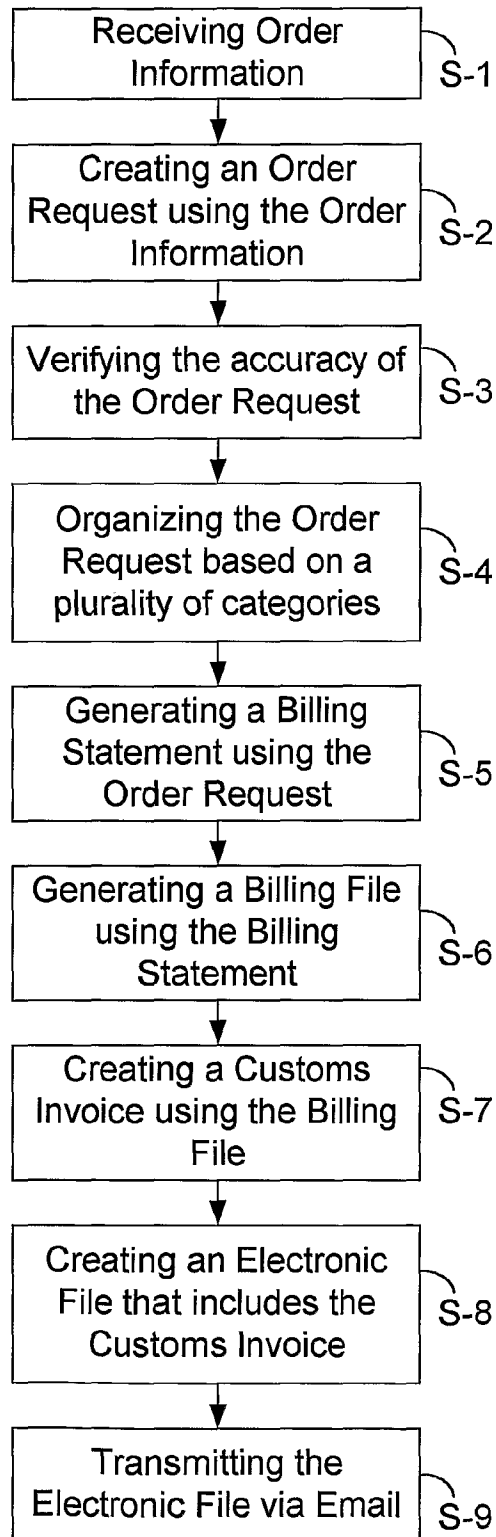 Receiving Order
Information
S-1
Creating an Order
Request using the Order
Information
S-2
Verifying the accuracy of
the Order Request
S-3
Organizing the Order
Request based on a
plurality of categories
S-4
Generating a Billing
Statement using the
Order Request
S-5
Generating a Billing File
using the Billing
Statement
S-6
Creating a Customs
Invoice using the Billing
File
S-7
Creating an Electronic
File that includes the
Customs Invoice
S-8
Transmitting the
Electronic File via Email
S-9